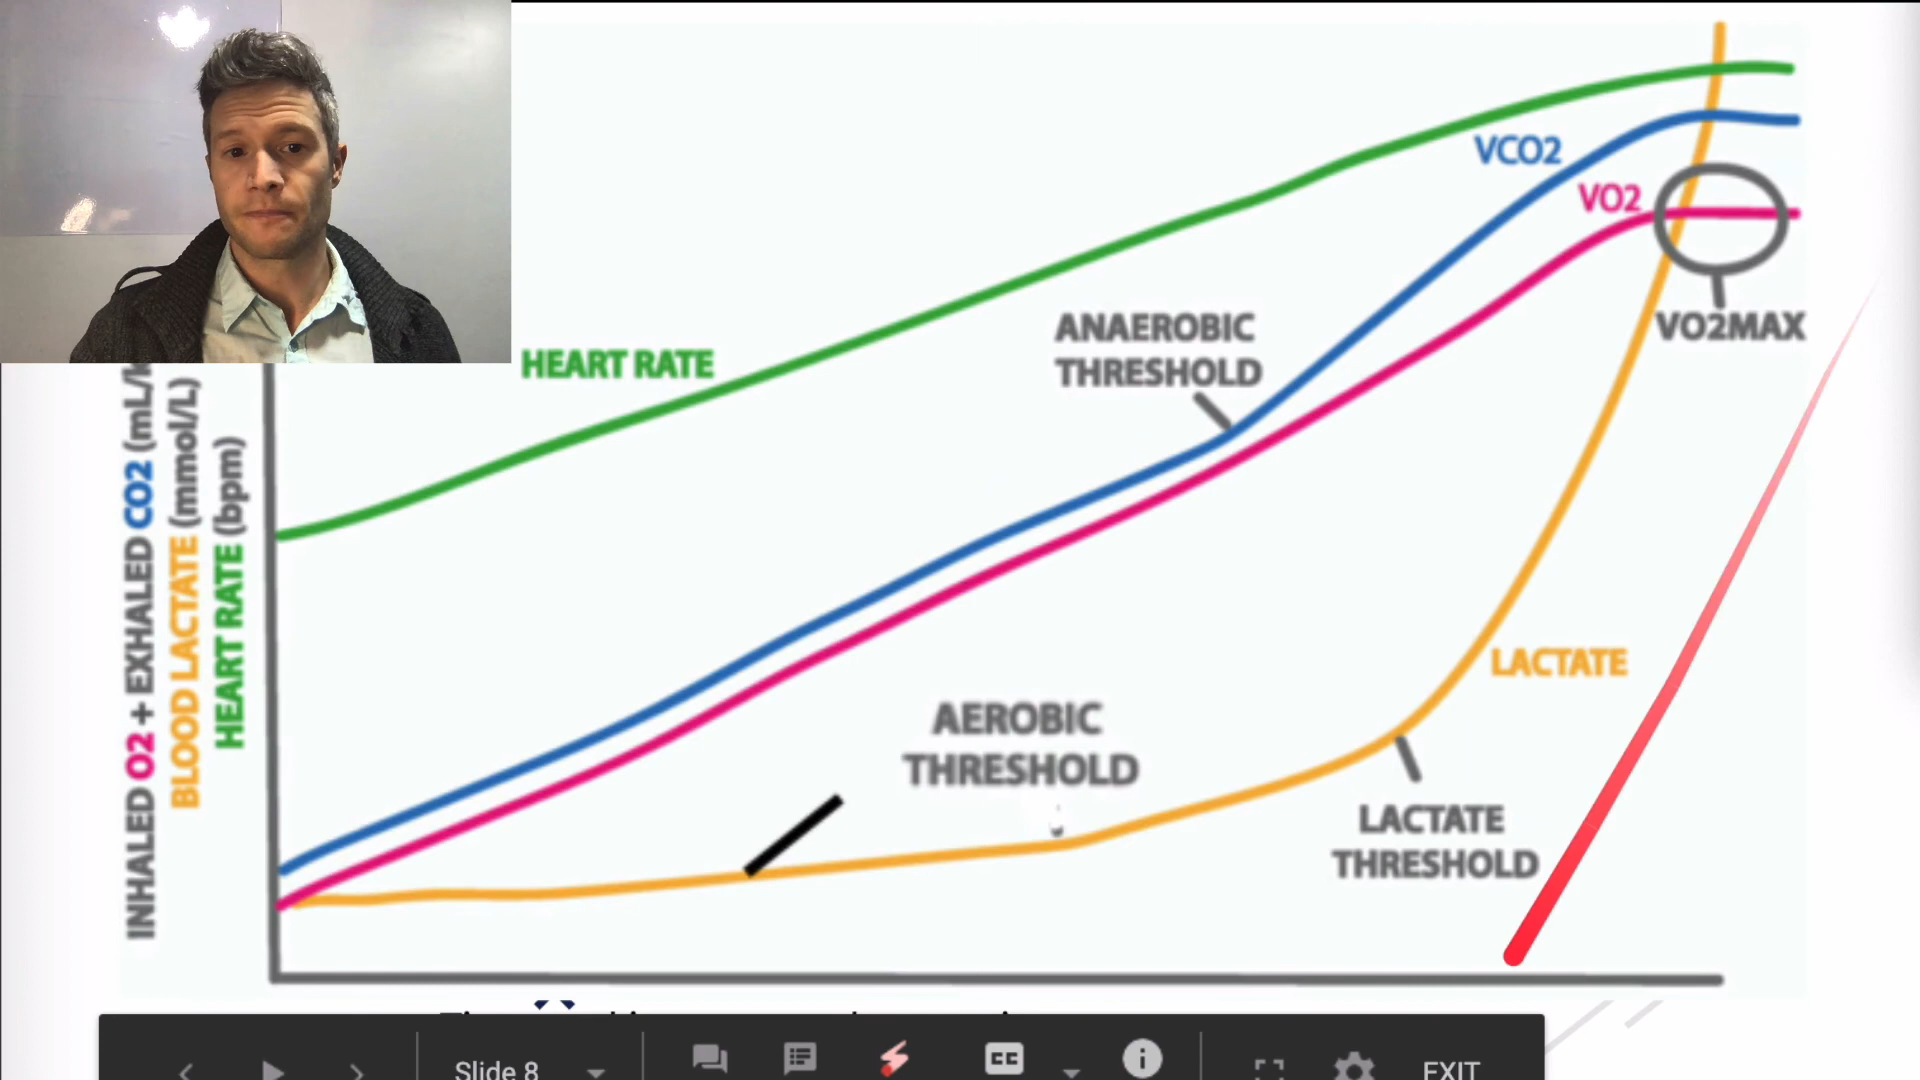 HEART RATE
VCO2
VO2
ANAEROBIC
THRESHOLD
VO2MAX
INHALED O2 + EXHALED CO2
BLOOD LACTATE (mmol/L)
HEART RATE (bpm)
LACTATE
AEROBIC
THRESHOLD
LACTATE
THRESHOLD
Slide 8
CC
EXIT